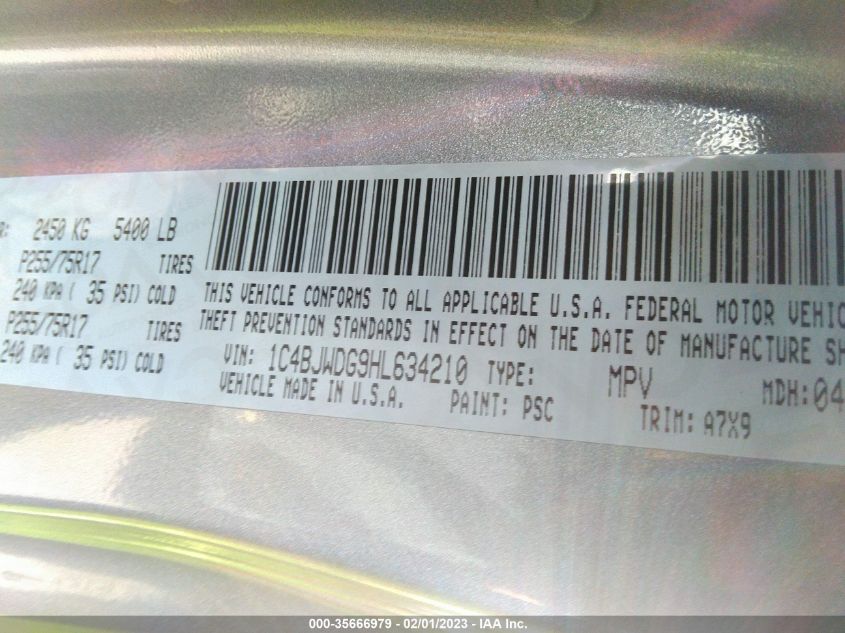 R: 2450 KG 5400 LB
P255/75R17 TIRES
240 KPA ( 35 PSI) COLD
P255/75R17 TIRES
240 KPA ( 35 PSI) COLD
THIS VEHICLE CONFORMS TO ALL APPLICABLE U.S.A. FEDERAL MOTOR VEHIC
THEFT PREVENTION STANDARDS IN EFFECT ON THE DATE OF MANUFACTURE SH
VIN: 1C4BJWDG9HL634210 TYPE: MPV MDH:04
VEHICLE MADE IN U.S.A. PAINT: PSC TRIM: A7X9
000-35666979 — 02/01/2023 — IAA Inc.